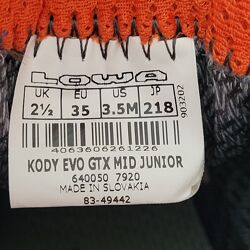 LOWA
UK EU US JP
2½ 35 3.5M 218
903202
4063606261226
KODY EVO GTX MID JUNIOR
640050 7920
MADE IN SLOVAKIA
83-49442